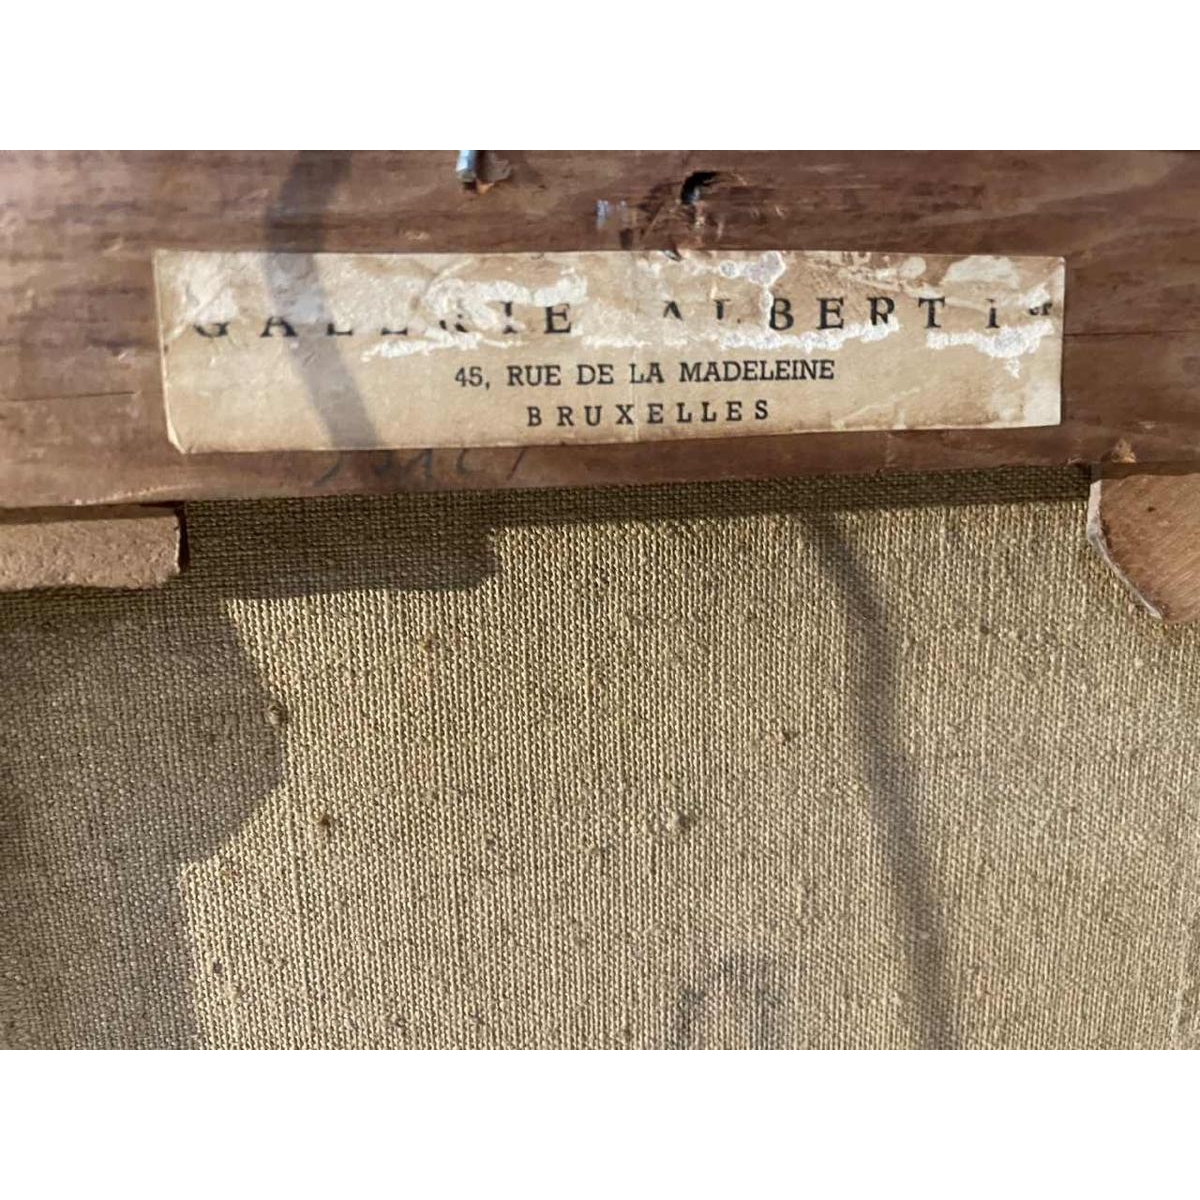 GALERIE ALBERT Ier
45, RUE DE LA MADELEINE
BRUXELLES